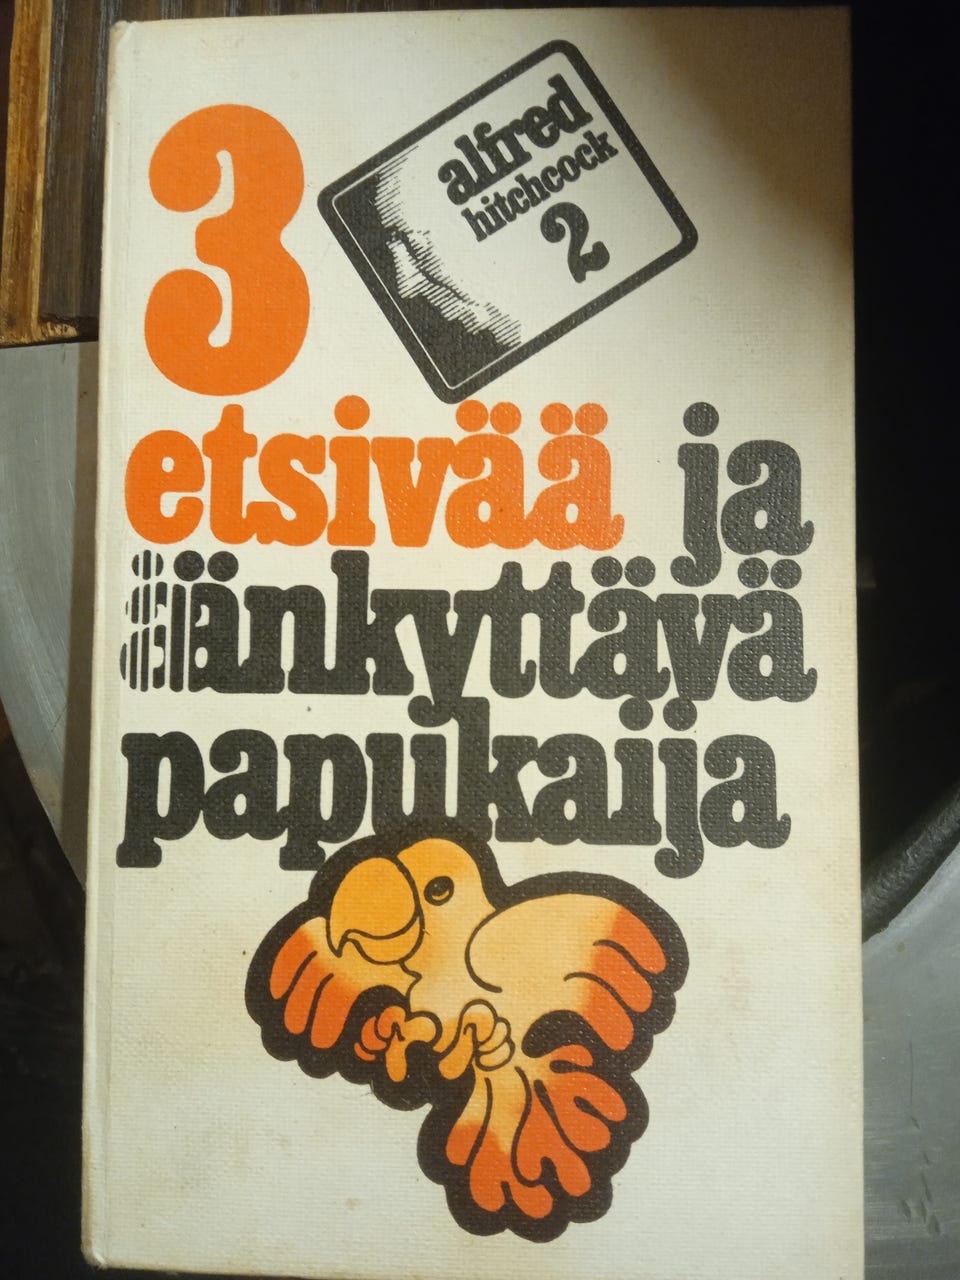 3
alfred
hitchcock
2
etsivää ja
änkyttävä
papukaija